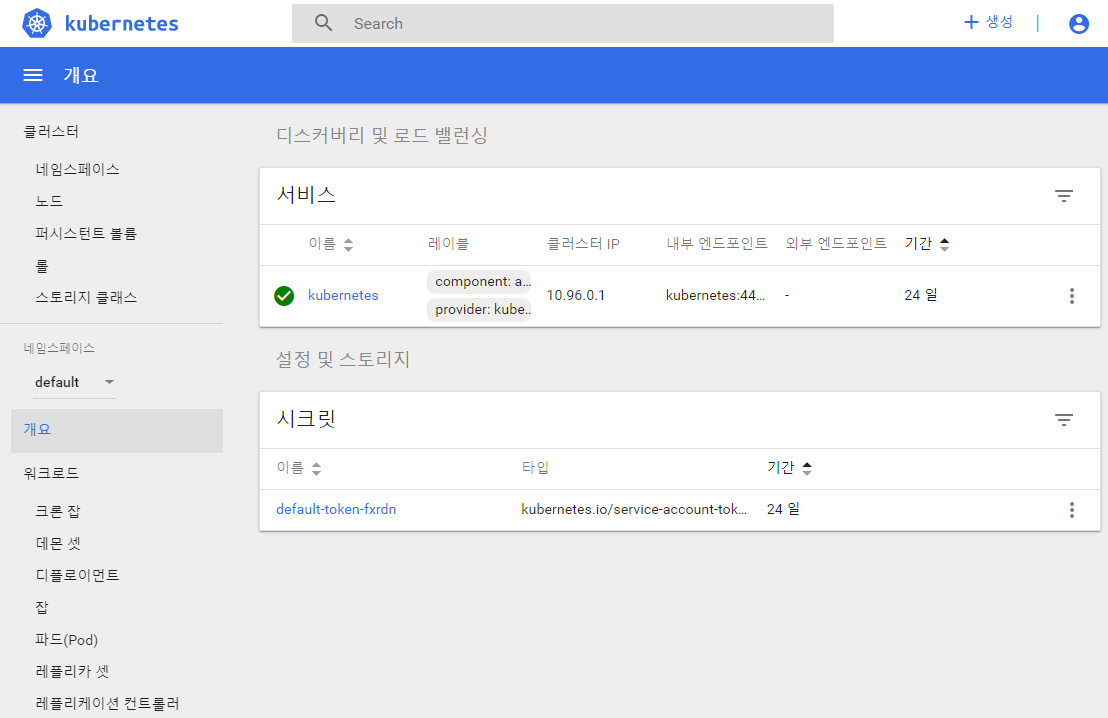 kubernetes
Search
생성
개요
클러스터
네임스페이스
노드
퍼시스턴트 볼륨
롤
스토리지 클래스
네임스페이스
default
개요
워크로드
크론 잡
데몬 셋
디플로이먼트
잡
파드(Pod)
레플리카 셋
레플리케이션 컨트롤러
디스커버리 및 로드 밸런싱
서비스
이름 레이블 클러스터 IP 내부 엔드포인트 외부 엔드포인트 기간
kubernetes component: a... provider: kube... 10.96.0.1 kubernetes:44... - 24 일
설정 및 스토리지
시크릿
이름 타입 기간
default-token-fxrdn kubernetes.io/service-account-tok... 24 일